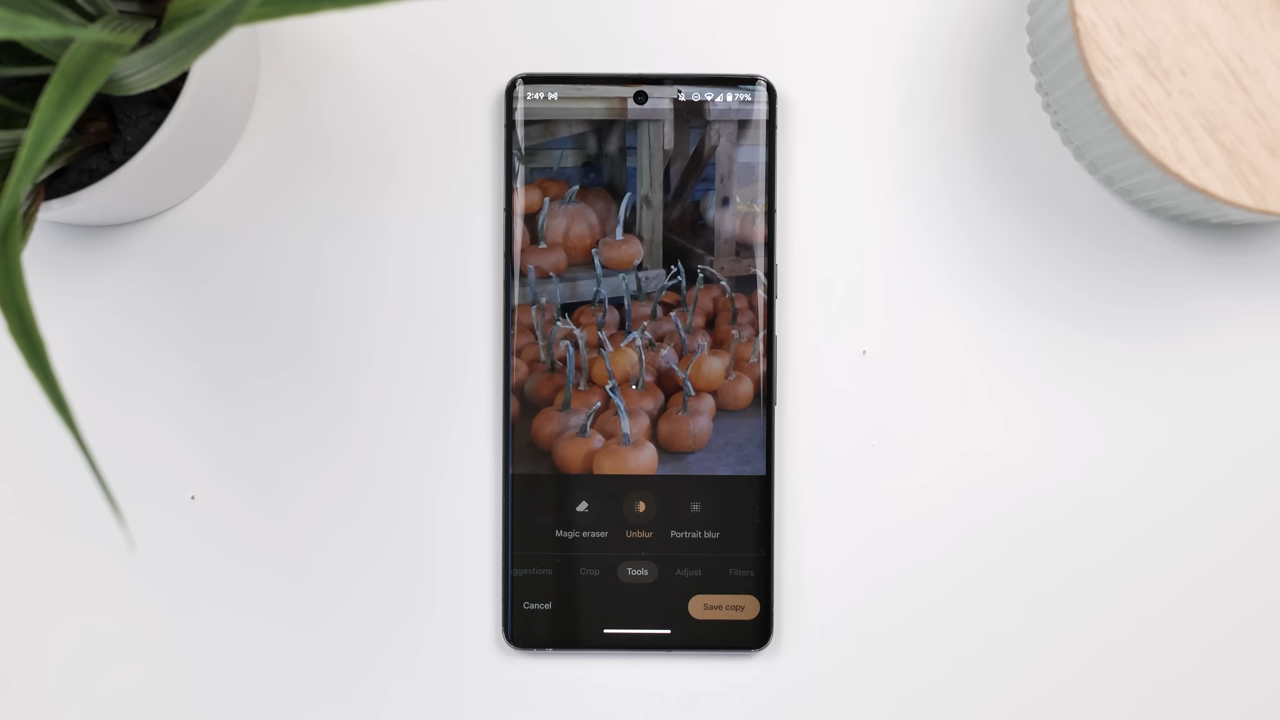 2:49 79%
Magic eraser Unblur Portrait blur
ggestions Crop Tools Adjust Filters
Cancel Save copy